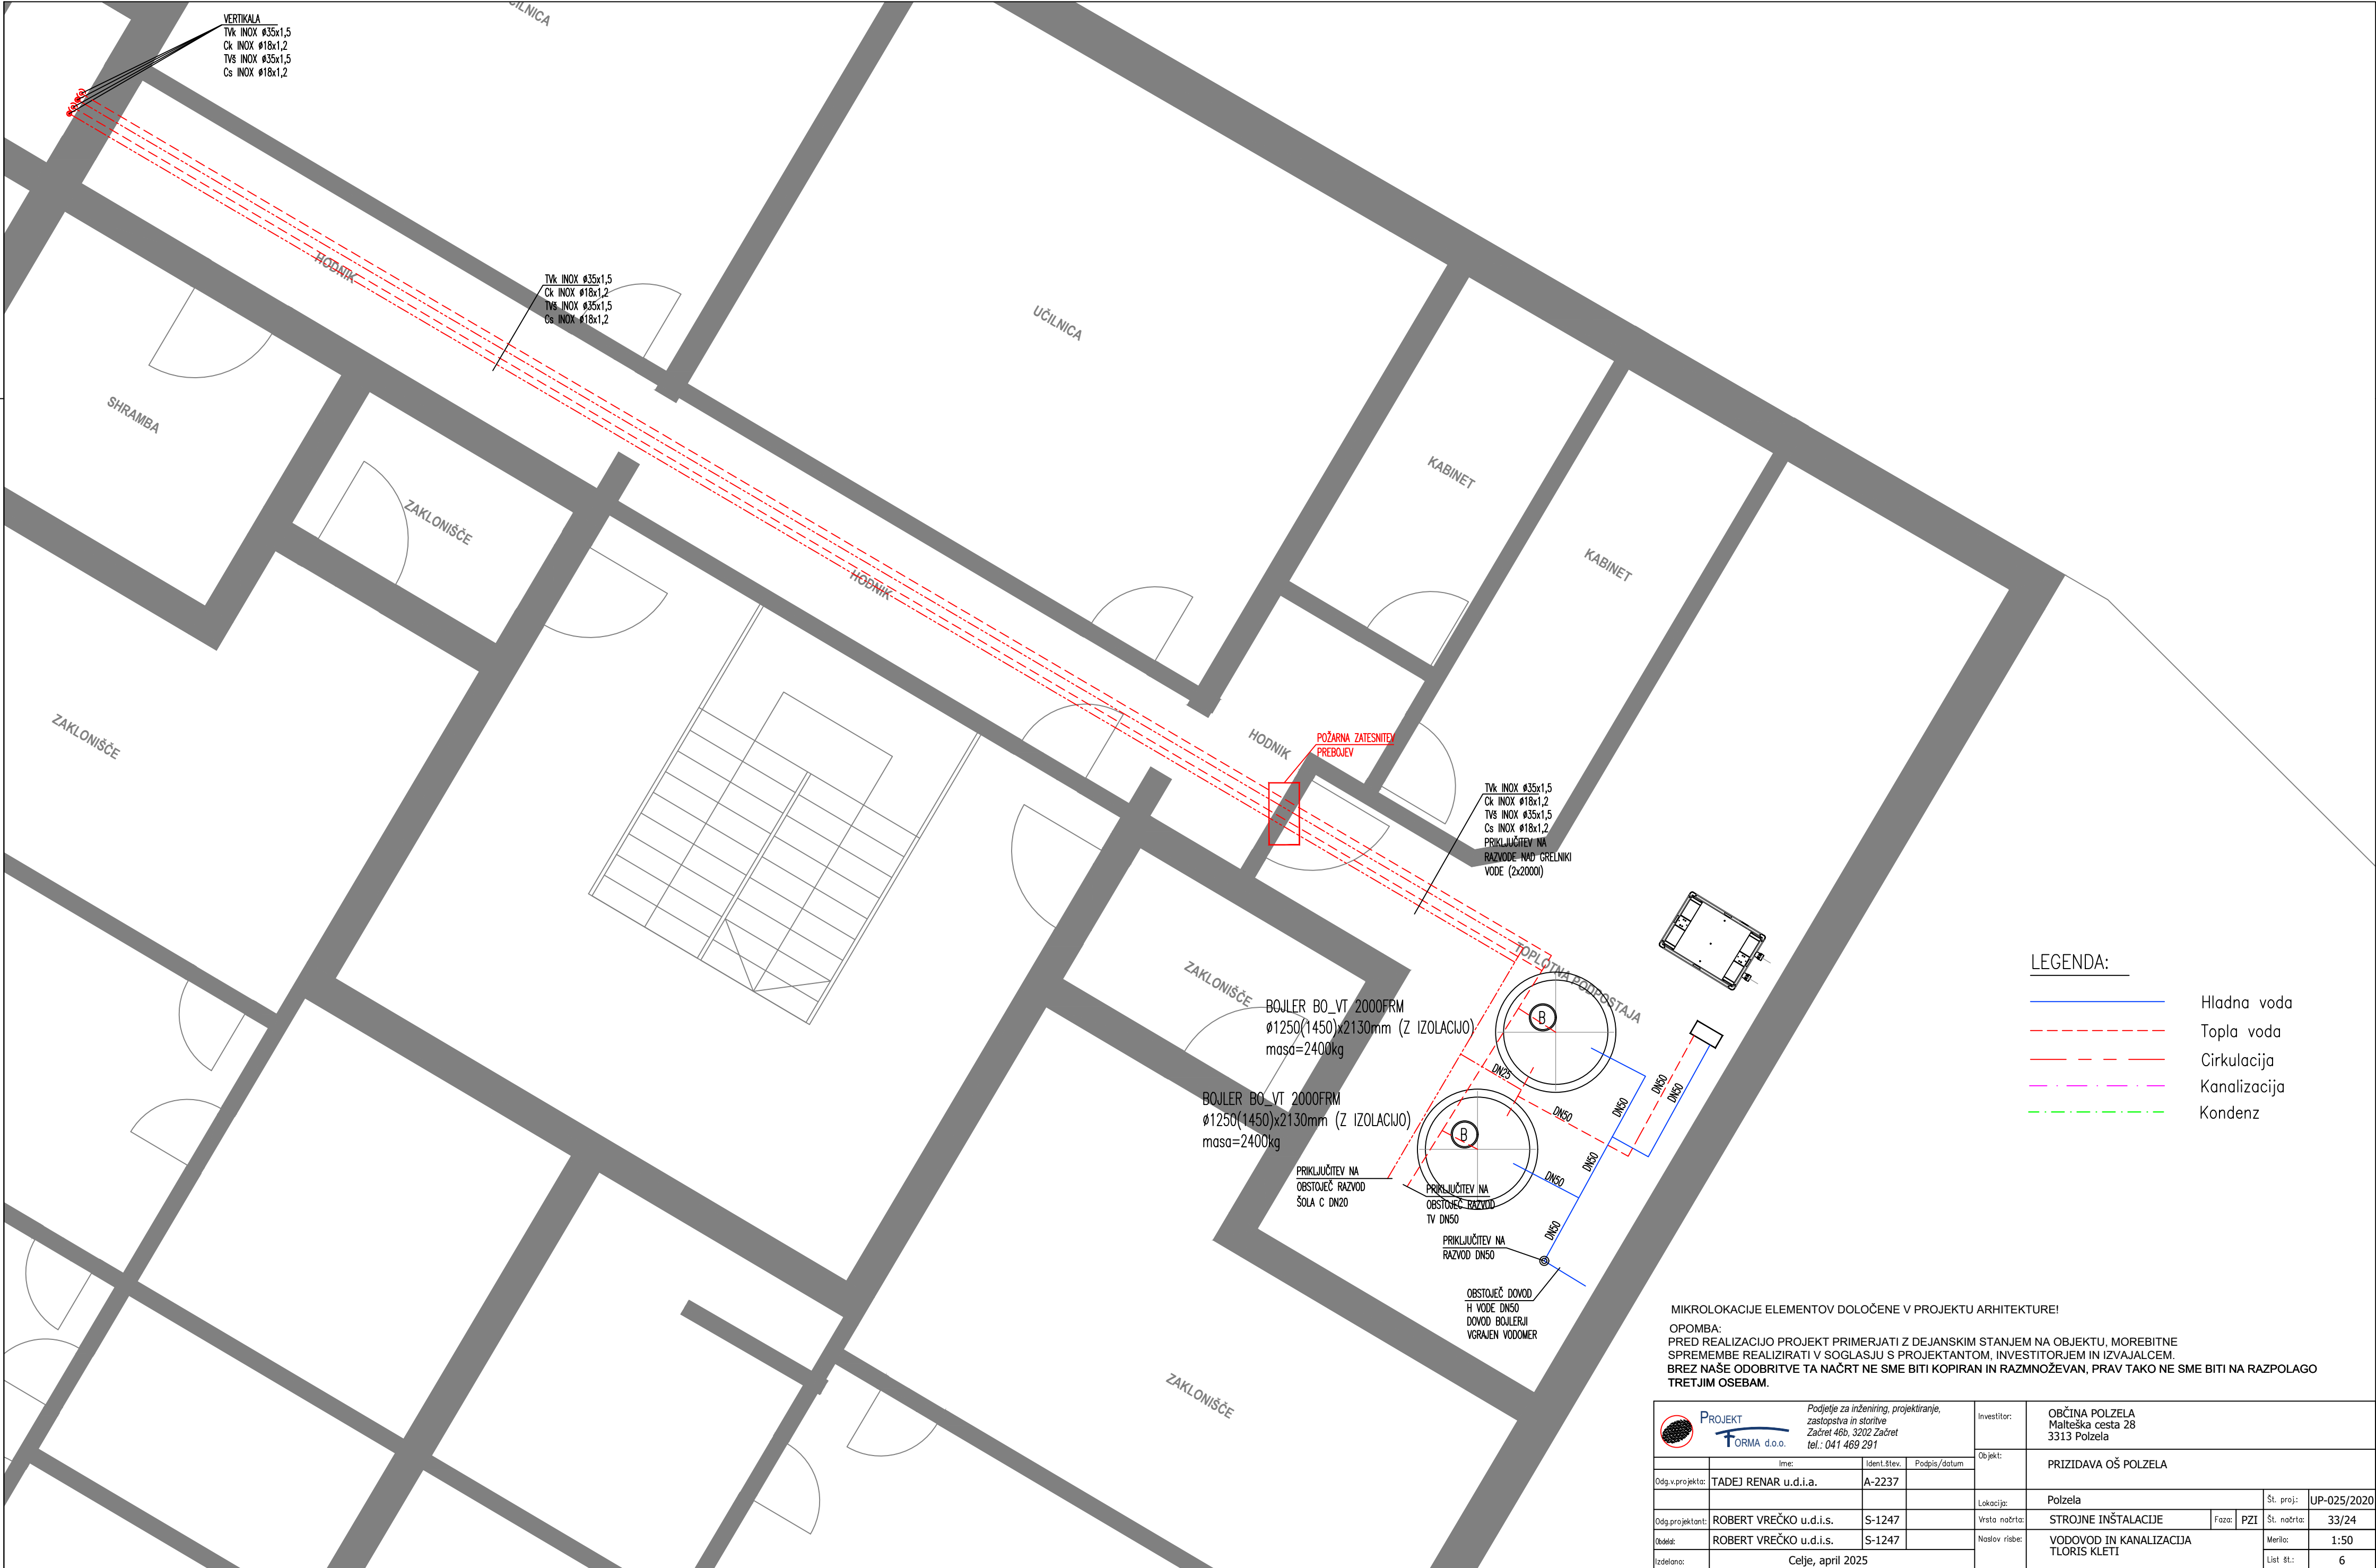 VERTIKALA
TVk INOX ø35x1,5
Ck INOX ø18x1,2
TVš INOX ø35x1,5
Cs INOX ø18x1,2
HODNIK
TVk INOX ø35x1,5
Ck INOX ø18x1,2
TVš INOX ø35x1,5
Cs INOX ø18x1,2
UČILNICA
SHRAMBA
ZAKLONIŠČE
KABINET
KABINET
HODNIK
ZAKLONIŠČE
HODNIK
POŽARNA ZATESNITEV
PREBOJEV
TVk INOX ø35x1,5
Ck INOX ø18x1,2
TVš INOX ø35x1,5
Cs INOX ø18x1,2
PRIKLJUČITEV NA
RAZVODE NAD GRELNIKI
VODE (2x2000l)
ZAKLONIŠČE
TOPLOTNA PODPOSTAJA
BOJLER BO_VT 2000FRM
ø1250(1450)x2130mm (Z IZOLACIJO)
masa=2400kg
B
DN25
BOJLER BO_VT 2000FRM
ø1250(1450)x2130mm (Z IZOLACIJO)
masa=2400kg
B
DN50
DN50
DN50
DN50
DN50
DN50
DN50
PRIKLJUČITEV NA
OBSTOJEČ RAZVOD
ŠOLA C DN20
PRIKLJUČITEV NA
OBSTOJEČ RAZVOD
TV DN50
PRIKLJUČITEV NA
RAZVOD DN50
OBSTOJEČ DOVOD
H VODE DN50
DOVOD BOJLERJI
VGRAJEN VODOMER
ZAKLONIŠČE
LEGENDA:
Hladna voda
Topla voda
Cirkulacija
Kanalizacija
Kondenz
MIKROLOKACIJE ELEMENTOV DOLOČENE V PROJEKTU ARHITEKTURE!
OPOMBA:
PRED REALIZACIJO PROJEKT PRIMERJATI Z DEJANSKIM STANJEM NA OBJEKTU, MOREBITNE
SPREMEMBE REALIZIRATI V SOGLASJU S PROJEKTANTOM, INVESTITORJEM IN IZVAJALCEM.
BREZ NAŠE ODOBRITVE TA NAČRT NE SME BITI KOPIRAN IN RAZMNOŽEVAN, PRAV TAKO NE SME BITI NA RAZPOLAGO
TRETJIM OSEBAM.
PROJEKT
FORMA d.o.o.
Podjetje za inženiring, projektiranje,
zastopstva in storitve
Začret 46b, 3202 Začret
tel.: 041 469 291
Investitor: OBČINA POLZELA
Malteška cesta 28
3313 Polzela
Objekt: PRIZIDAVA OŠ POLZELA
Ime: Ident.štev. Podpis/datum
Odg.v.projekta: TADEJ RENAR u.d.i.a. A-2237
Lokacija: Polzela Št. proj.: UP-025/2020
Odg.projektant: ROBERT VREČKO u.d.i.s. S-1247
Vrsta načrta: STROJNE INŠTALACIJE Faza: PZI Št. načrta: 33/24
Obdelal: ROBERT VREČKO u.d.i.s. S-1247
Naslov risbe: VODOVOD IN KANALIZACIJA
TLORIS KLETI
Merilo: 1:50
Izdelano: Celje, april 2025
List št.: 6